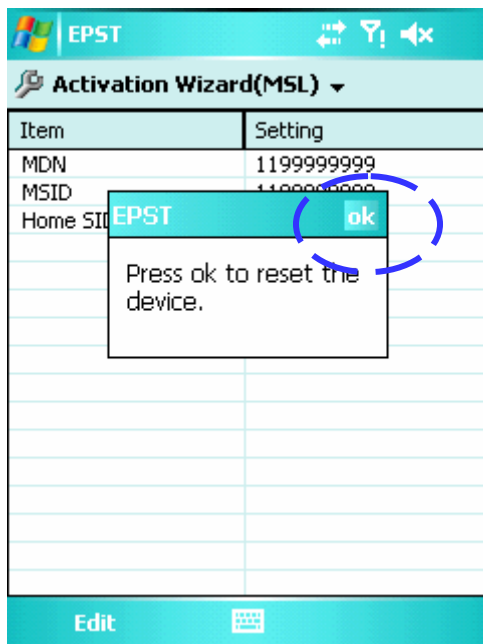 EPST
Activation Wizard(MSL)
Item Setting
MDN 1199999999
MSID 1199999999
Home SID
EPST ok
Press ok to reset the
device.
Edit